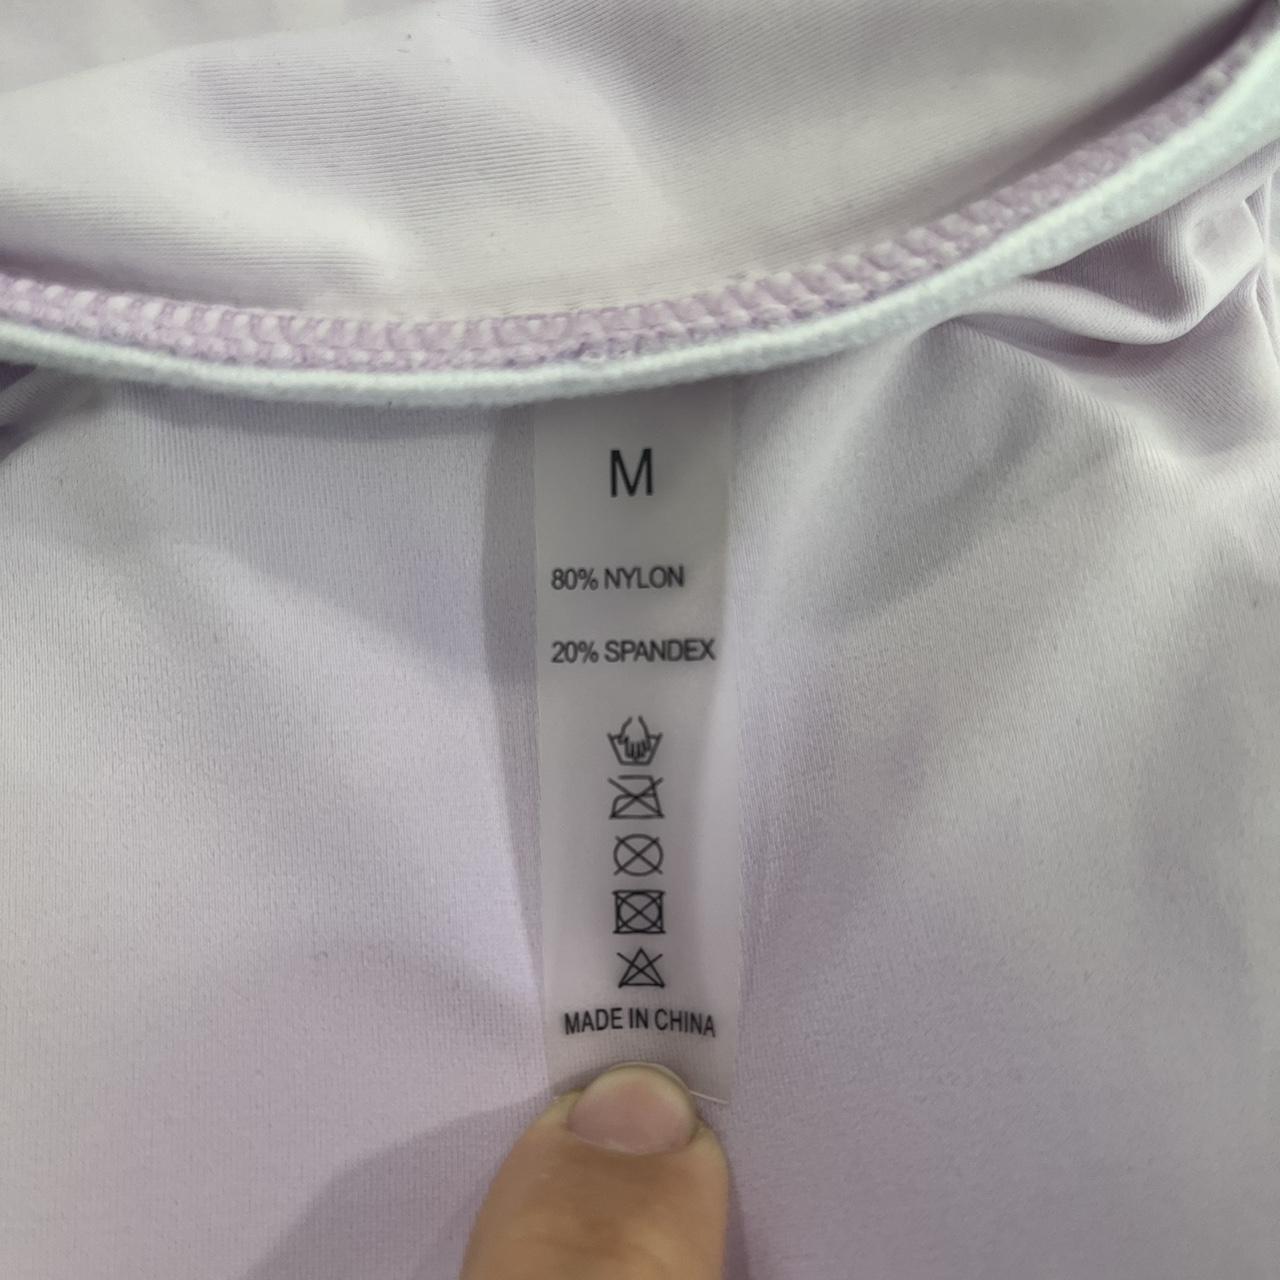 M
80% NYLON
20% SPANDEX
MADE IN CHINA